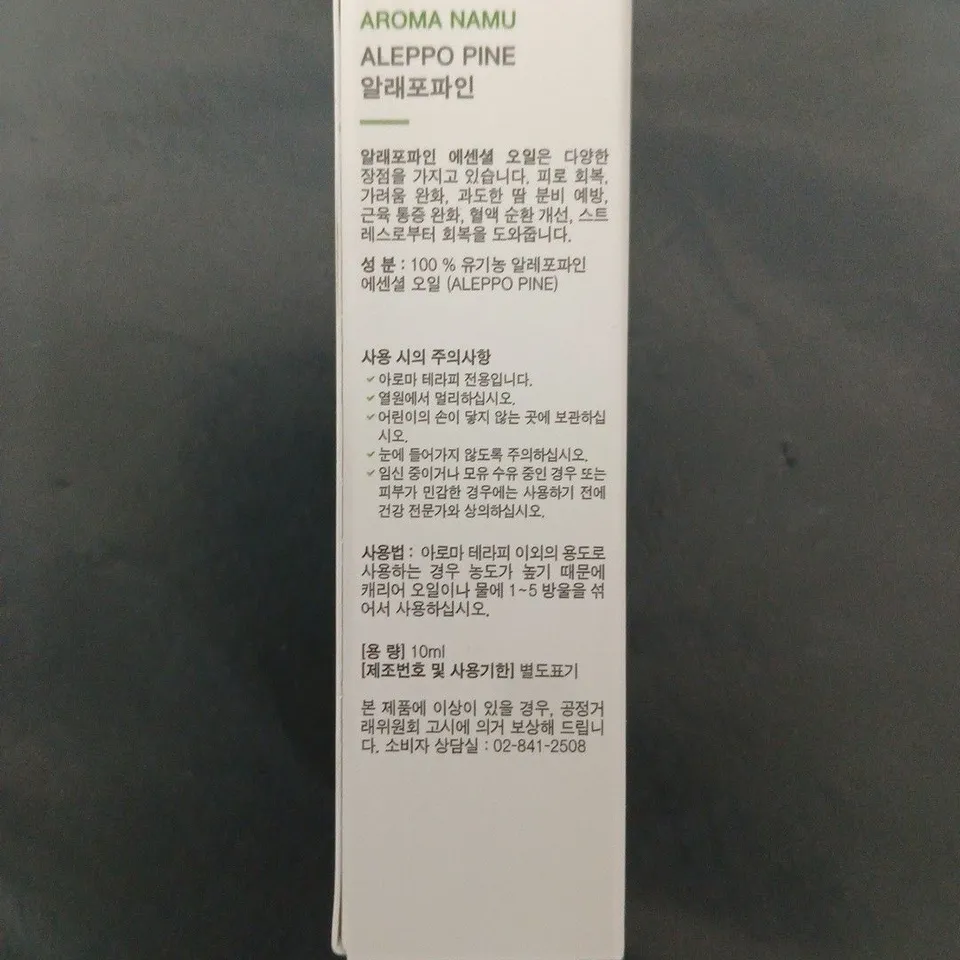 AROMA NAMU
ALEPPO PINE
알래포파인
알래포파인 에센셜 오일은 다양한
장점을 가지고 있습니다. 피로 회복,
가려움 완화, 과도한 땀 분비 예방,
근육 통증 완화, 혈액 순환 개선, 스트
레스로부터 회복을 도와줍니다.
성 분 : 100 % 유기농 알레포파인
에센셜 오일 (ALEPPO PINE)
사용 시의 주의사항
✓ 아로마 테라피 전용입니다.
✓ 열원에서 멀리하십시오.
✓ 어린이의 손이 닿지 않는 곳에 보관하십
시오.
✓ 눈에 들어가지 않도록 주의하십시오.
✓ 임신 중이거나 모유 수유 중인 경우 또는
피부가 민감한 경우에는 사용하기 전에
건강 전문가와 상의하십시오.
사용법 : 아로마 테라피 이외의 용도로
사용하는 경우 농도가 높기 때문에
캐리어 오일이나 물에 1~5 방울을 섞
어서 사용하십시오.
[용 량] 10ml
[제조번호 및 사용기한] 별도표기
본 제품에 이상이 있을 경우, 공정거
래위원회 고시에 의거 보상해 드립니
다. 소비자 상담실 : 02-841-2508